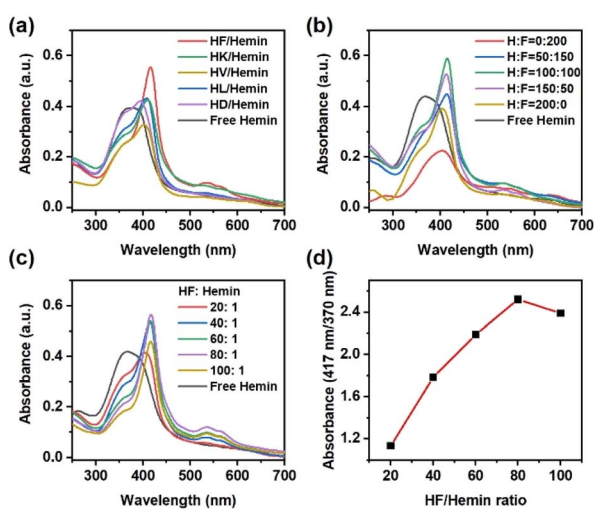 (a)
Absorbance (a.u.)
0.6
0.4
0.2
0.0
300 400 500 600 700
Wavelength (nm)
HF/Hemin
HK/Hemin
HV/Hemin
HL/Hemin
HD/Hemin
Free Hemin
(b)
Absorbance (a.u.)
0.6
0.4
0.2
0.0
300 400 500 600 700
Wavelength (nm)
H:F=0:200
H:F=50:150
H:F=100:100
H:F=150:50
H:F=200:0
Free Hemin
(c)
Absorbance (a.u.)
0.6
0.4
0.2
0.0
300 400 500 600 700
Wavelength (nm)
HF: Hemin
20: 1
40: 1
60: 1
80: 1
100: 1
Free Hemin
(d)
Absorbance (417 nm/370 nm)
2.4
2.0
1.6
1.2
20 40 60 80 100
HF/Hemin ratio